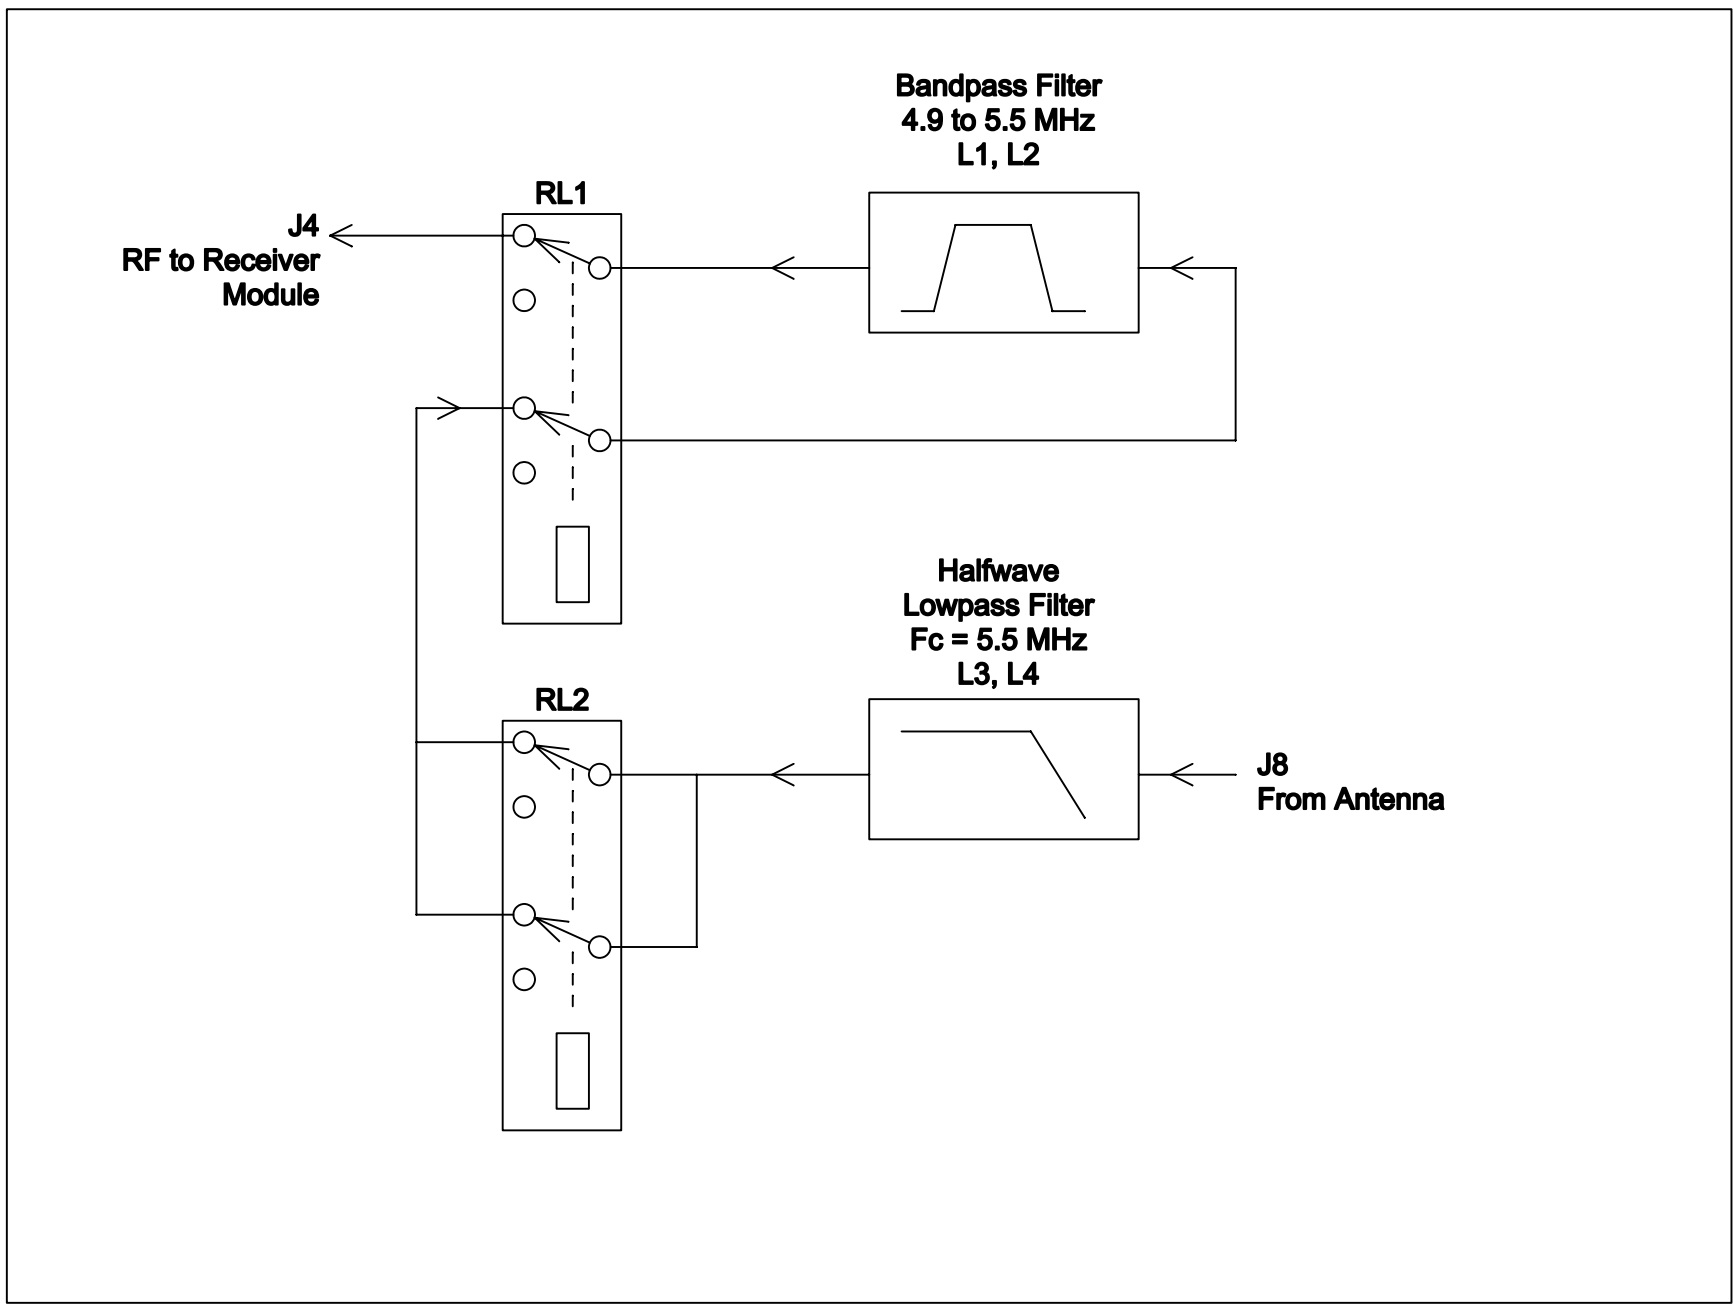 Bandpass Filter
4.9 to 5.5 MHz
L1, L2
RL1
J4
RF to Receiver
Module
Halfwave
Lowpass Filter
Fc = 5.5 MHz
L3, L4
RL2
J8
From Antenna